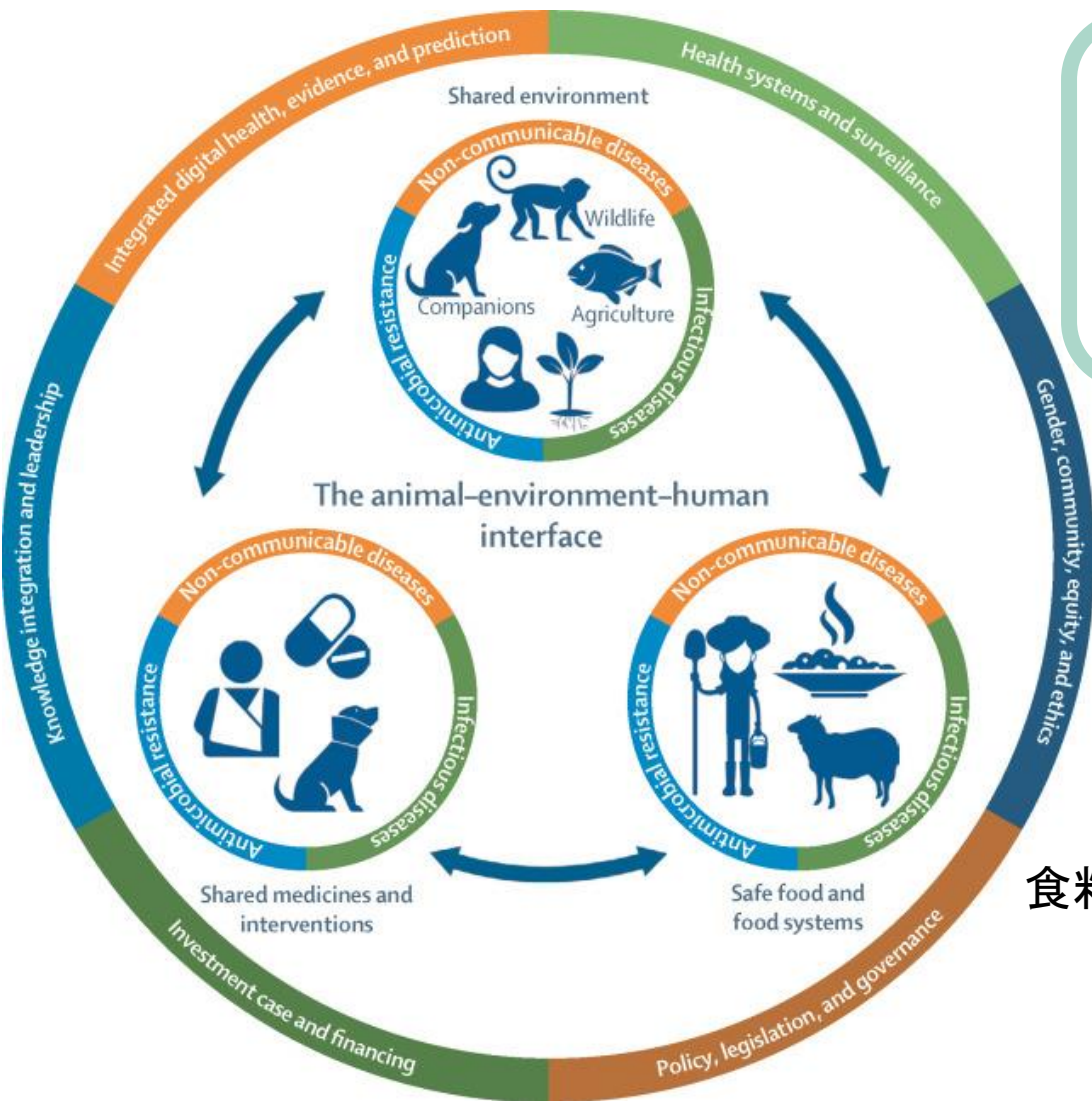 Integrated digital health, evidence, and prediction
Health systems and surveillance
Gender, community, equity, and ethics
Policy, legislation, and governance
Investment case and financing
Knowledge integration and leadership
Shared environment
Non-communicable diseases
Infectious diseases
Antimicrobial resistance
Wildlife
Companions
Agriculture
The animal–environment–human
interface
Non-communicable diseases
Infectious diseases
Antimicrobial resistance
Shared medicines and
interventions
Non-communicable diseases
Infectious diseases
Antimicrobial resistance
Safe food and
food systems
食